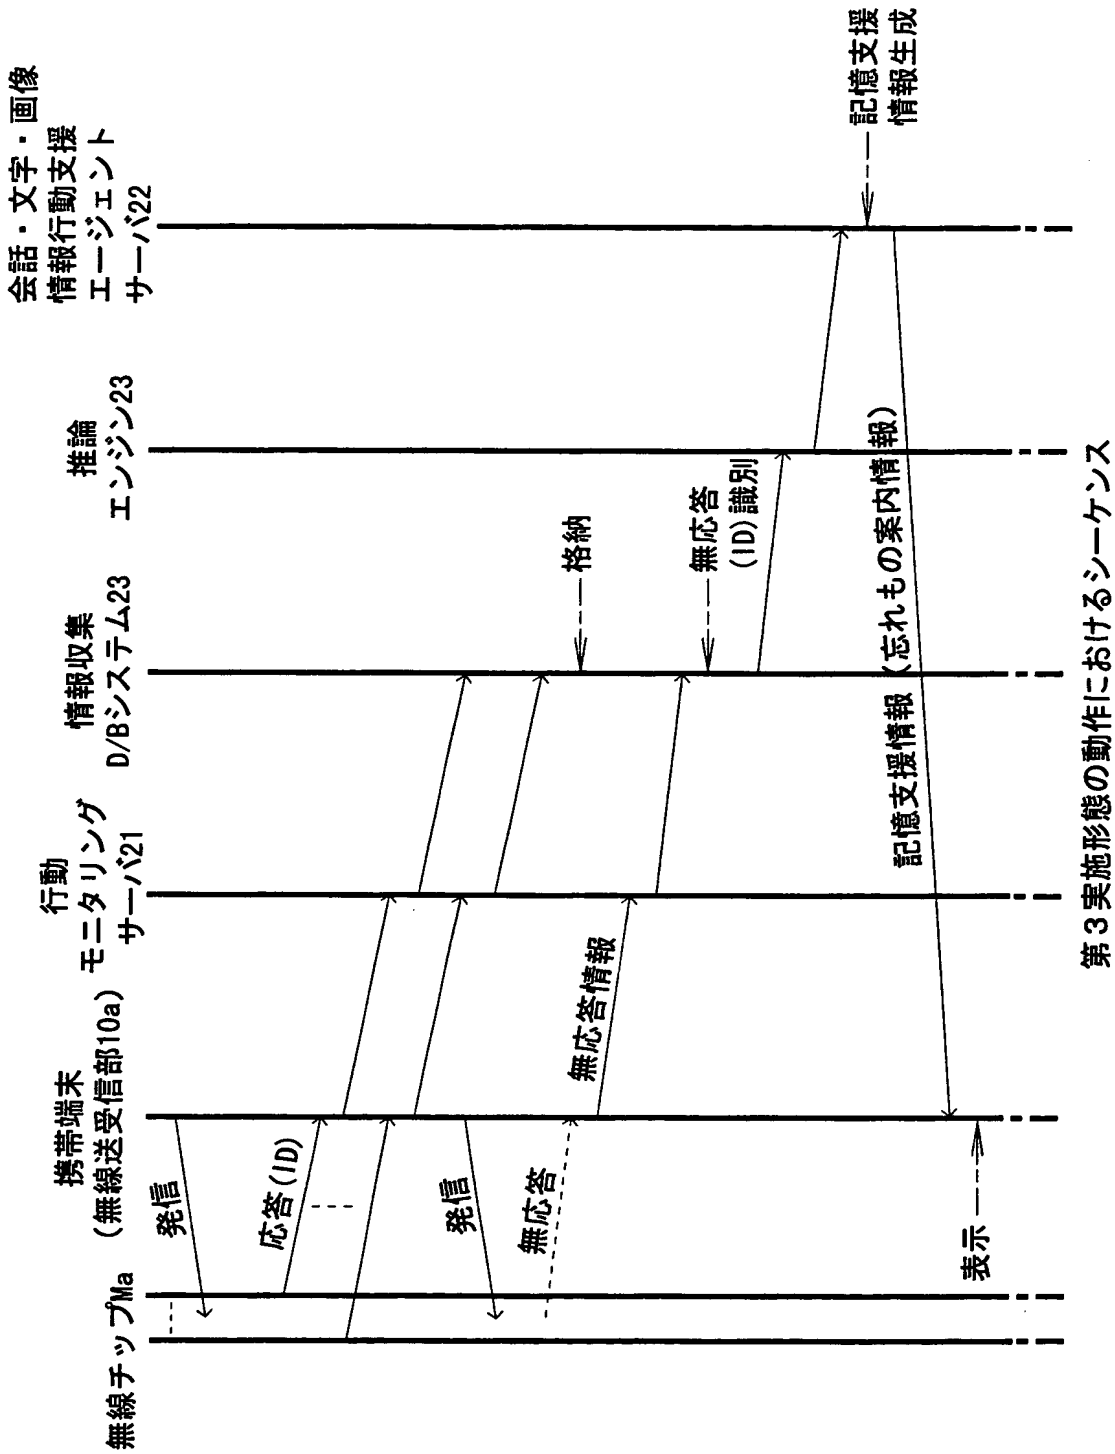 無線チップMa
携帯端末
(無線送受信部10a)
行動
モニタリング
サーバ21
情報収集
D/Bシステム23
推論
エンジン23
会話・文字・画像
情報行動支援
エージェント
サーバ22
発信
応答(ID)
発信
無応答
無応答情報
格納
無応答
(ID)識別
記憶支援
情報生成
記憶支援情報(忘れもの案内情報)
表示
第3実施形態の動作におけるシーケンス